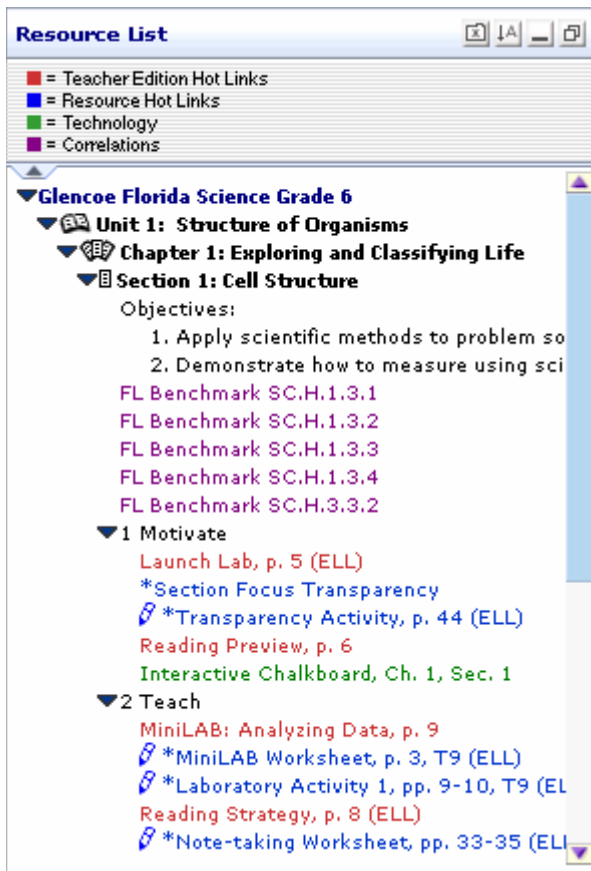 Resource List
= Teacher Edition Hot Links
= Resource Hot Links
= Technology
= Correlations
Glencoe Florida Science Grade 6
Unit 1: Structure of Organisms
Chapter 1: Exploring and Classifying Life
Section 1: Cell Structure
Objectives:
1. Apply scientific methods to problem so
2. Demonstrate how to measure using sci
FL Benchmark SC.H.1.3.1
FL Benchmark SC.H.1.3.2
FL Benchmark SC.H.1.3.3
FL Benchmark SC.H.1.3.4
FL Benchmark SC.H.3.3.2
1 Motivate
Launch Lab, p. 5 (ELL)
*Section Focus Transparency
*Transparency Activity, p. 44 (ELL)
Reading Preview, p. 6
Interactive Chalkboard, Ch. 1, Sec. 1
2 Teach
MiniLAB: Analyzing Data, p. 9
*MiniLAB Worksheet, p. 3, T9 (ELL)
*Laboratory Activity 1, pp. 9-10, T9 (EL
Reading Strategy, p. 8 (ELL)
*Note-taking Worksheet, pp. 33-35 (ELL